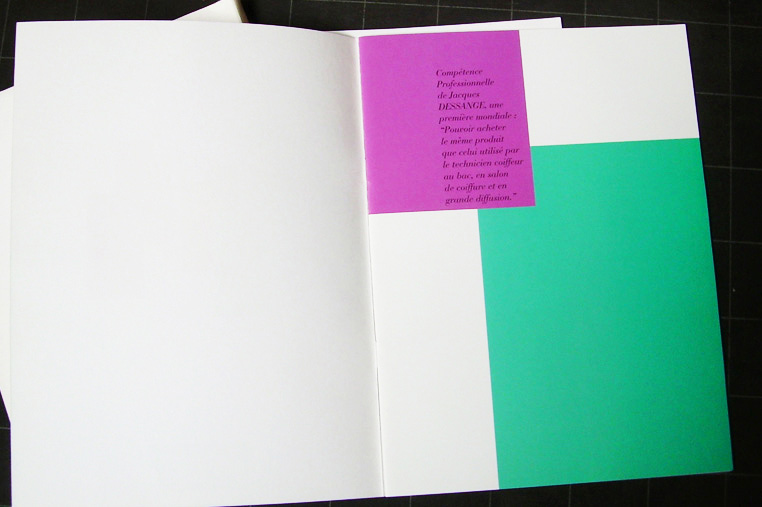 Compétence
Professionnelle
de Jacques
DESSANGE, une
première mondiale :
“Pouvoir acheter
le même produit
que celui utilisé par
le technicien coiffeur
au bac, en salon
de coiffure et en
grande diffusion.”